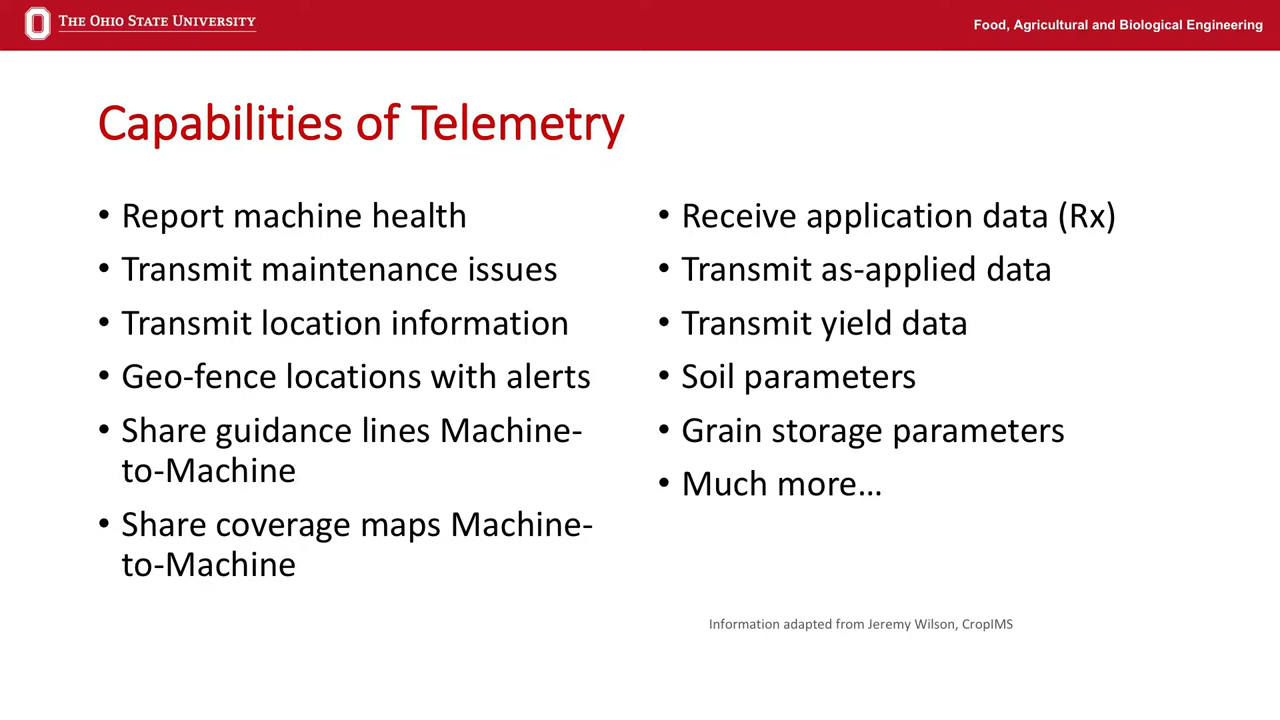 THE OHIO STATE UNIVERSITY
Food, Agricultural and Biological Engineering
Capabilities of Telemetry
• Report machine health
• Transmit maintenance issues
• Transmit location information
• Geo-fence locations with alerts
• Share guidance lines Machine-
to-Machine
• Share coverage maps Machine-
to-Machine
• Receive application data (Rx)
• Transmit as-applied data
• Transmit yield data
• Soil parameters
• Grain storage parameters
• Much more…
Information adapted from Jeremy Wilson, CropIMS